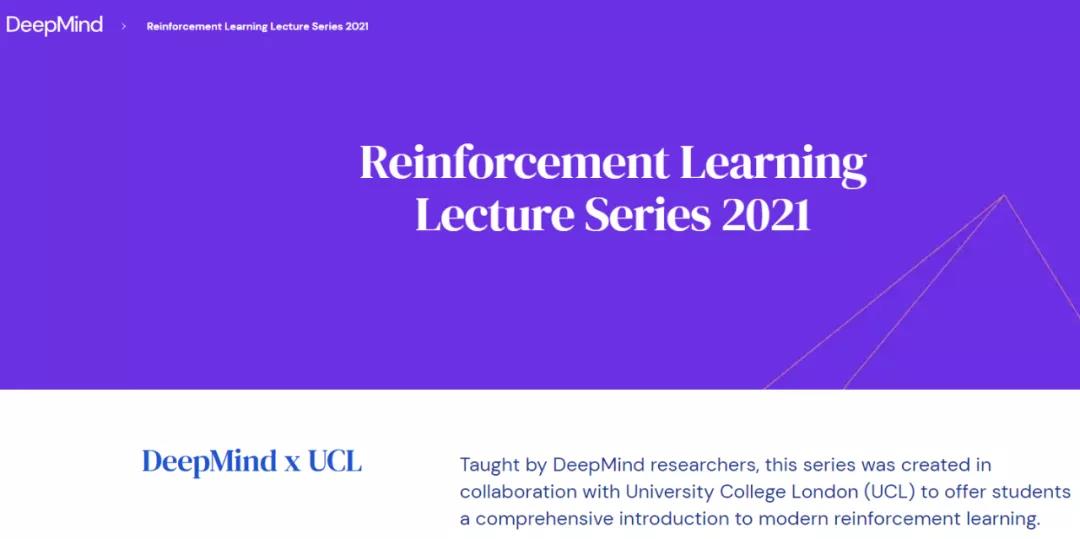 DeepMind > Reinforcement Learning Lecture Series 2021
Reinforcement Learning
Lecture Series 2021
DeepMind x UCL
Taught by DeepMind researchers, this series was created in
collaboration with University College London (UCL) to offer students
a comprehensive introduction to modern reinforcement learning.